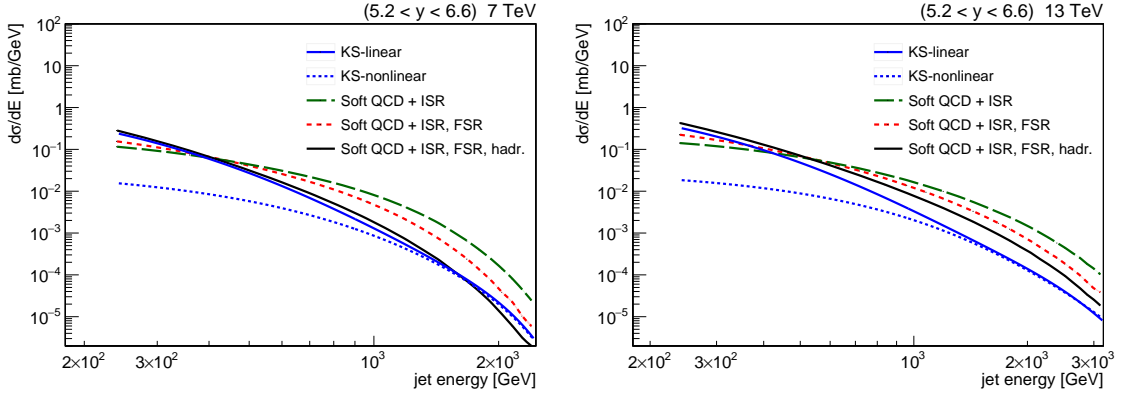 (5.2 < y < 6.6) 7 TeV
dσ/dE [mb/GeV]
10²
10
1
10⁻¹
10⁻²
10⁻³
10⁻⁴
10⁻⁵
KS-linear
KS-nonlinear
Soft QCD + ISR
Soft QCD + ISR, FSR
Soft QCD + ISR, FSR, hadr.
2×10² 3×10² 10³ 2×10³
jet energy [GeV]
(5.2 < y < 6.6) 13 TeV
dσ/dE [mb/GeV]
10²
10
1
10⁻¹
10⁻²
10⁻³
10⁻⁴
10⁻⁵
KS-linear
KS-nonlinear
Soft QCD + ISR
Soft QCD + ISR, FSR
Soft QCD + ISR, FSR, hadr.
2×10² 3×10² 10³ 2×10³ 3×10³
jet energy [GeV]